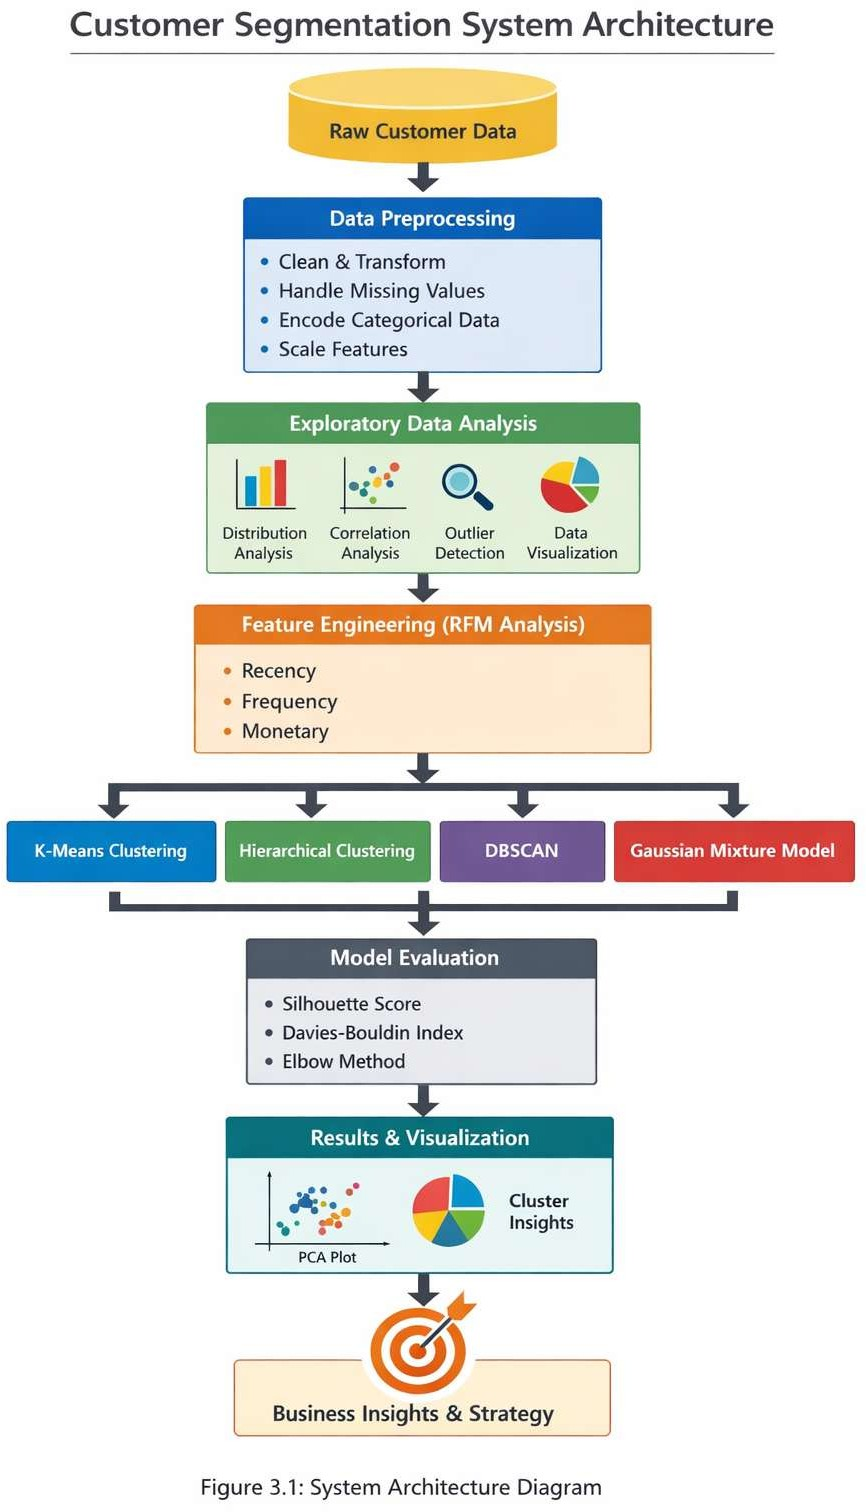 Customer Segmentation System Architecture
Raw Customer Data
Data Preprocessing
• Clean & Transform
• Handle Missing Values
• Encode Categorical Data
• Scale Features
Exploratory Data Analysis
Distribution
Analysis
Correlation
Analysis
Outlier
Detection
Data
Visualization
Feature Engineering (RFM Analysis)
• Recency
• Frequency
• Monetary
K-Means Clustering
Hierarchical Clustering
DBSCAN
Gaussian Mixture Model
Model Evaluation
• Silhouette Score
• Davies-Bouldin Index
• Elbow Method
Results & Visualization
PCA Plot
Cluster
Insights
Business Insights & Strategy
Figure 3.1: System Architecture Diagram